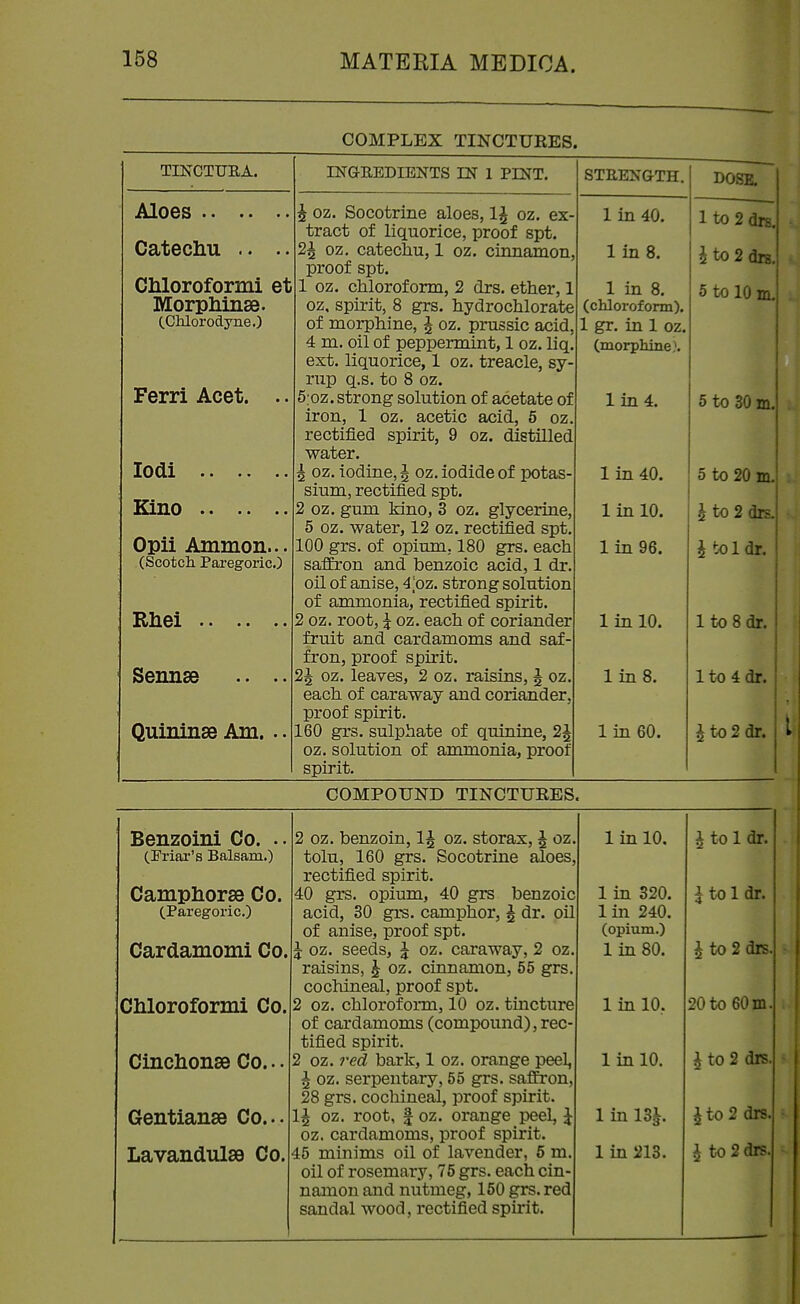 158 MATERIA MEDICA.
COMPLEX TINCTURES.
TINCTURA. INGREDIENTS IN 1 PINT. STRENGTH. DOSE.
Aloes .. .. .. ½ oz. Socotrine aloes, 1½ oz. ex- 1 in 40. 1 to 2 drs.
tract of liquorice, proof spt.
Catechu .. .. 2½ oz. catechu, 1 oz. cinnamon, 1 in 8. ½ to 2 drs.
proof spt.
Chloroformi et 1 oz. chloroform, 2 drs. ether, 1 1 in 8. 5 to 10 m.
Morphinæ. oz. spirit, 8 grs. hydrochlorate (chloroform).
(Chlorodyne.) of morphine, ½ oz. prussic acid, 1 gr. in 1 oz.
4 m. oil of peppermint, 1 oz. liq. (morphine).
ext. liquorice, 1 oz. treacle, sy-
rup q.s. to 8 oz.
Ferri Acet. .. 5 oz. strong solution of acetate of 1 in 4. 5 to 30 m.
iron, 1 oz. acetic acid, 5 oz.
rectified spirit, 9 oz. distilled
water.
Iodi .. .. .. ½ oz. iodine, ½ oz. iodide of potas- 1 in 40. 5 to 20 m.
sium, rectified spt.
Kino .. .. .. 2 oz. gum kino, 3 oz. glycerine, 1 in 10. ½ to 2 drs.
5 oz. water, 12 oz. rectified spt.
Opii Ammon... 100 grs. of opium, 180 grs. each 1 in 96. ½ to 1 dr.
(Scotch Paregoric.) saffron and benzoic acid, 1 dr.
oil of anise, 4 oz. strong solution
of ammonia, rectified spirit.
Rhei .. .. .. 2 oz. root, ¼ oz. each of coriander 1 in 10. 1 to 8 dr.
fruit and cardamoms and saf-
fron, proof spirit.
Sennæ .. .. 2½ oz. leaves, 2 oz. raisins, ½ oz. 1 in 8. 1 to 4 dr.
each of caraway and coriander,
proof spirit.
Quininæ Am. .. 160 grs. sulphate of quinine, 2½ 1 in 60. ½ to 2 dr.
oz. solution of ammonia, proof
spirit.
COMPOUND TINCTURES.
Benzoini Co. .. 2 oz. benzoin, 1½ oz. storax, ½ oz. 1 in 10. ½ to 1 dr.
(Friar's Balsam.) tolu, 160 grs. Socotrine aloes,
rectified spirit.
Camphoræ Co. 40 grs. opium, 40 grs benzoic 1 in 320. ¼ to 1 dr.
(Paregoric.) acid, 30 grs. camphor, ½ dr. oil 1 in 240.
of anise, proof spt. (opium.)
Cardamomi Co. ¼ oz. seeds, ¼ oz. caraway, 2 oz. 1 in 80. ½ to 2 drs.
raisins, ½ oz. cinnamon, 55 grs.
cochineal, proof spt.
Chloroformi Co. 2 oz. chloroform, 10 oz. tincture 1 in 10. 20 to 60 m.
of cardamoms (compound), rec-
tified spirit.
Cinchonæ Co... 2 oz. red bark, 1 oz. orange peel, 1 in 10. ½ to 2 drs.
½ oz. serpentary, 55 grs. saffron,
28 grs. cochineal, proof spirit.
Gentianæ Co... 1½ oz. root, ¾ oz. orange peel, ¼ 1 in 13½. ½ to 2 drs.
oz. cardamoms, proof spirit.
Lavandulæ Co. 45 minims oil of lavender, 5 m. 1 in 213. ½ to 2 drs.
oil of rosemary, 75 grs. each cin-
namon and nutmeg, 150 grs. red
sandal wood, rectified spirit.